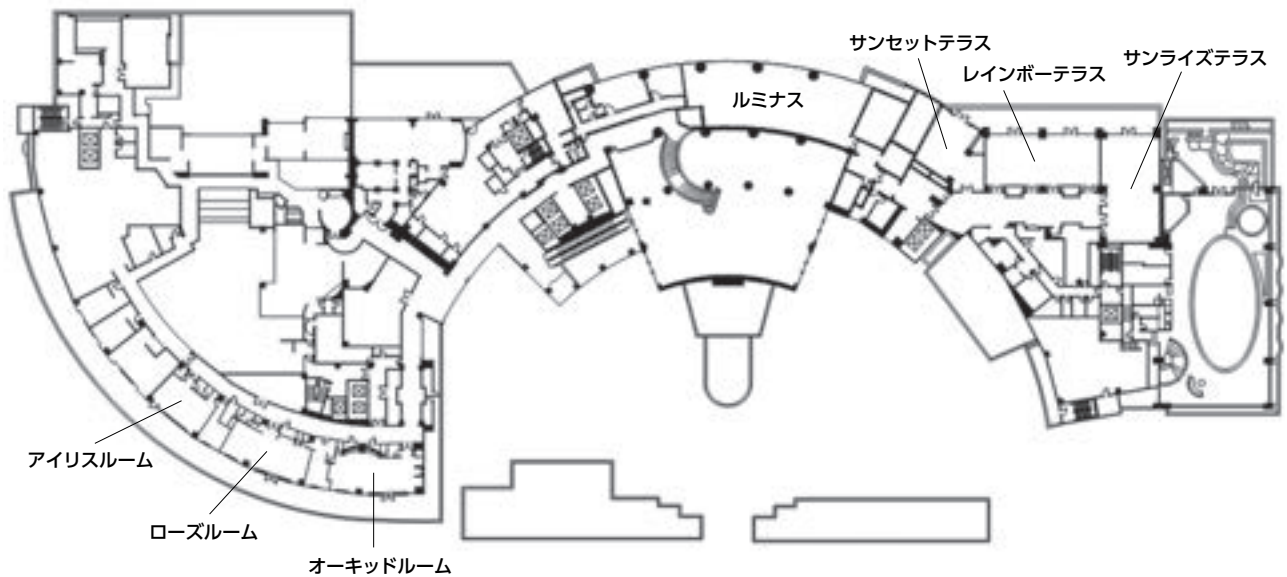 サンセットテラス
レインボーテラス
サンライズテラス
ルミナス
アイリスルーム
ローズルーム
オーキッドルーム